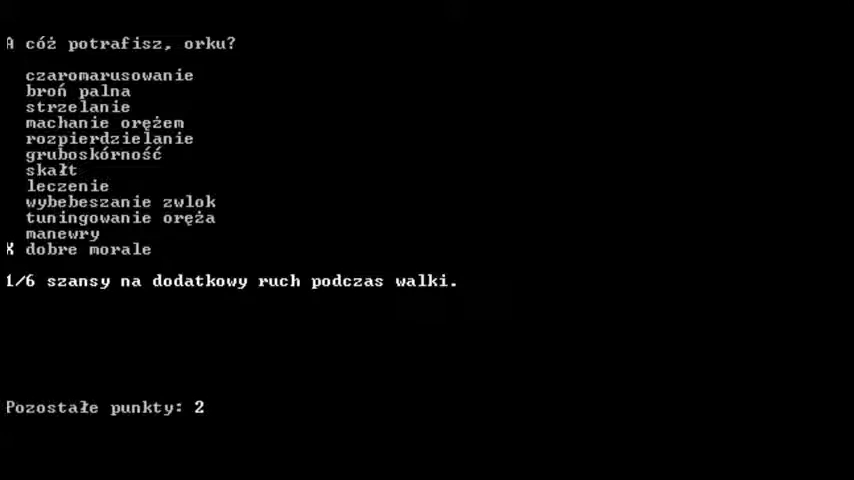 A cóż potrafisz, orku?
czaromarusowanie
broń palna
strzelanie
machanie orężem
rozpierdzielanie
gruboskórność
skałt
leczenie
wybebeszanie zwlok
tuningowanie oręża
manewry
X dobre morale
1/6 szansy na dodatkowy ruch podczas walki.
Pozostałe punkty: 2